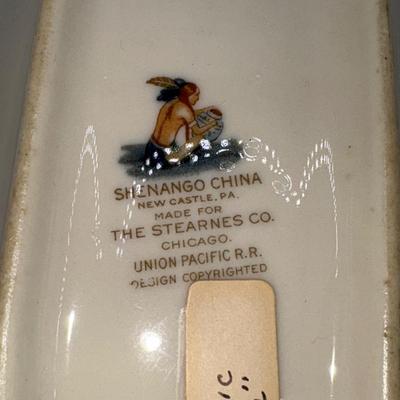 SHENANGO CHINA
NEW CASTLE, PA.
MADE FOR
THE STEARNES CO.
CHICAGO.
UNION PACIFIC R.R.
DESIGN COPYRIGHTED